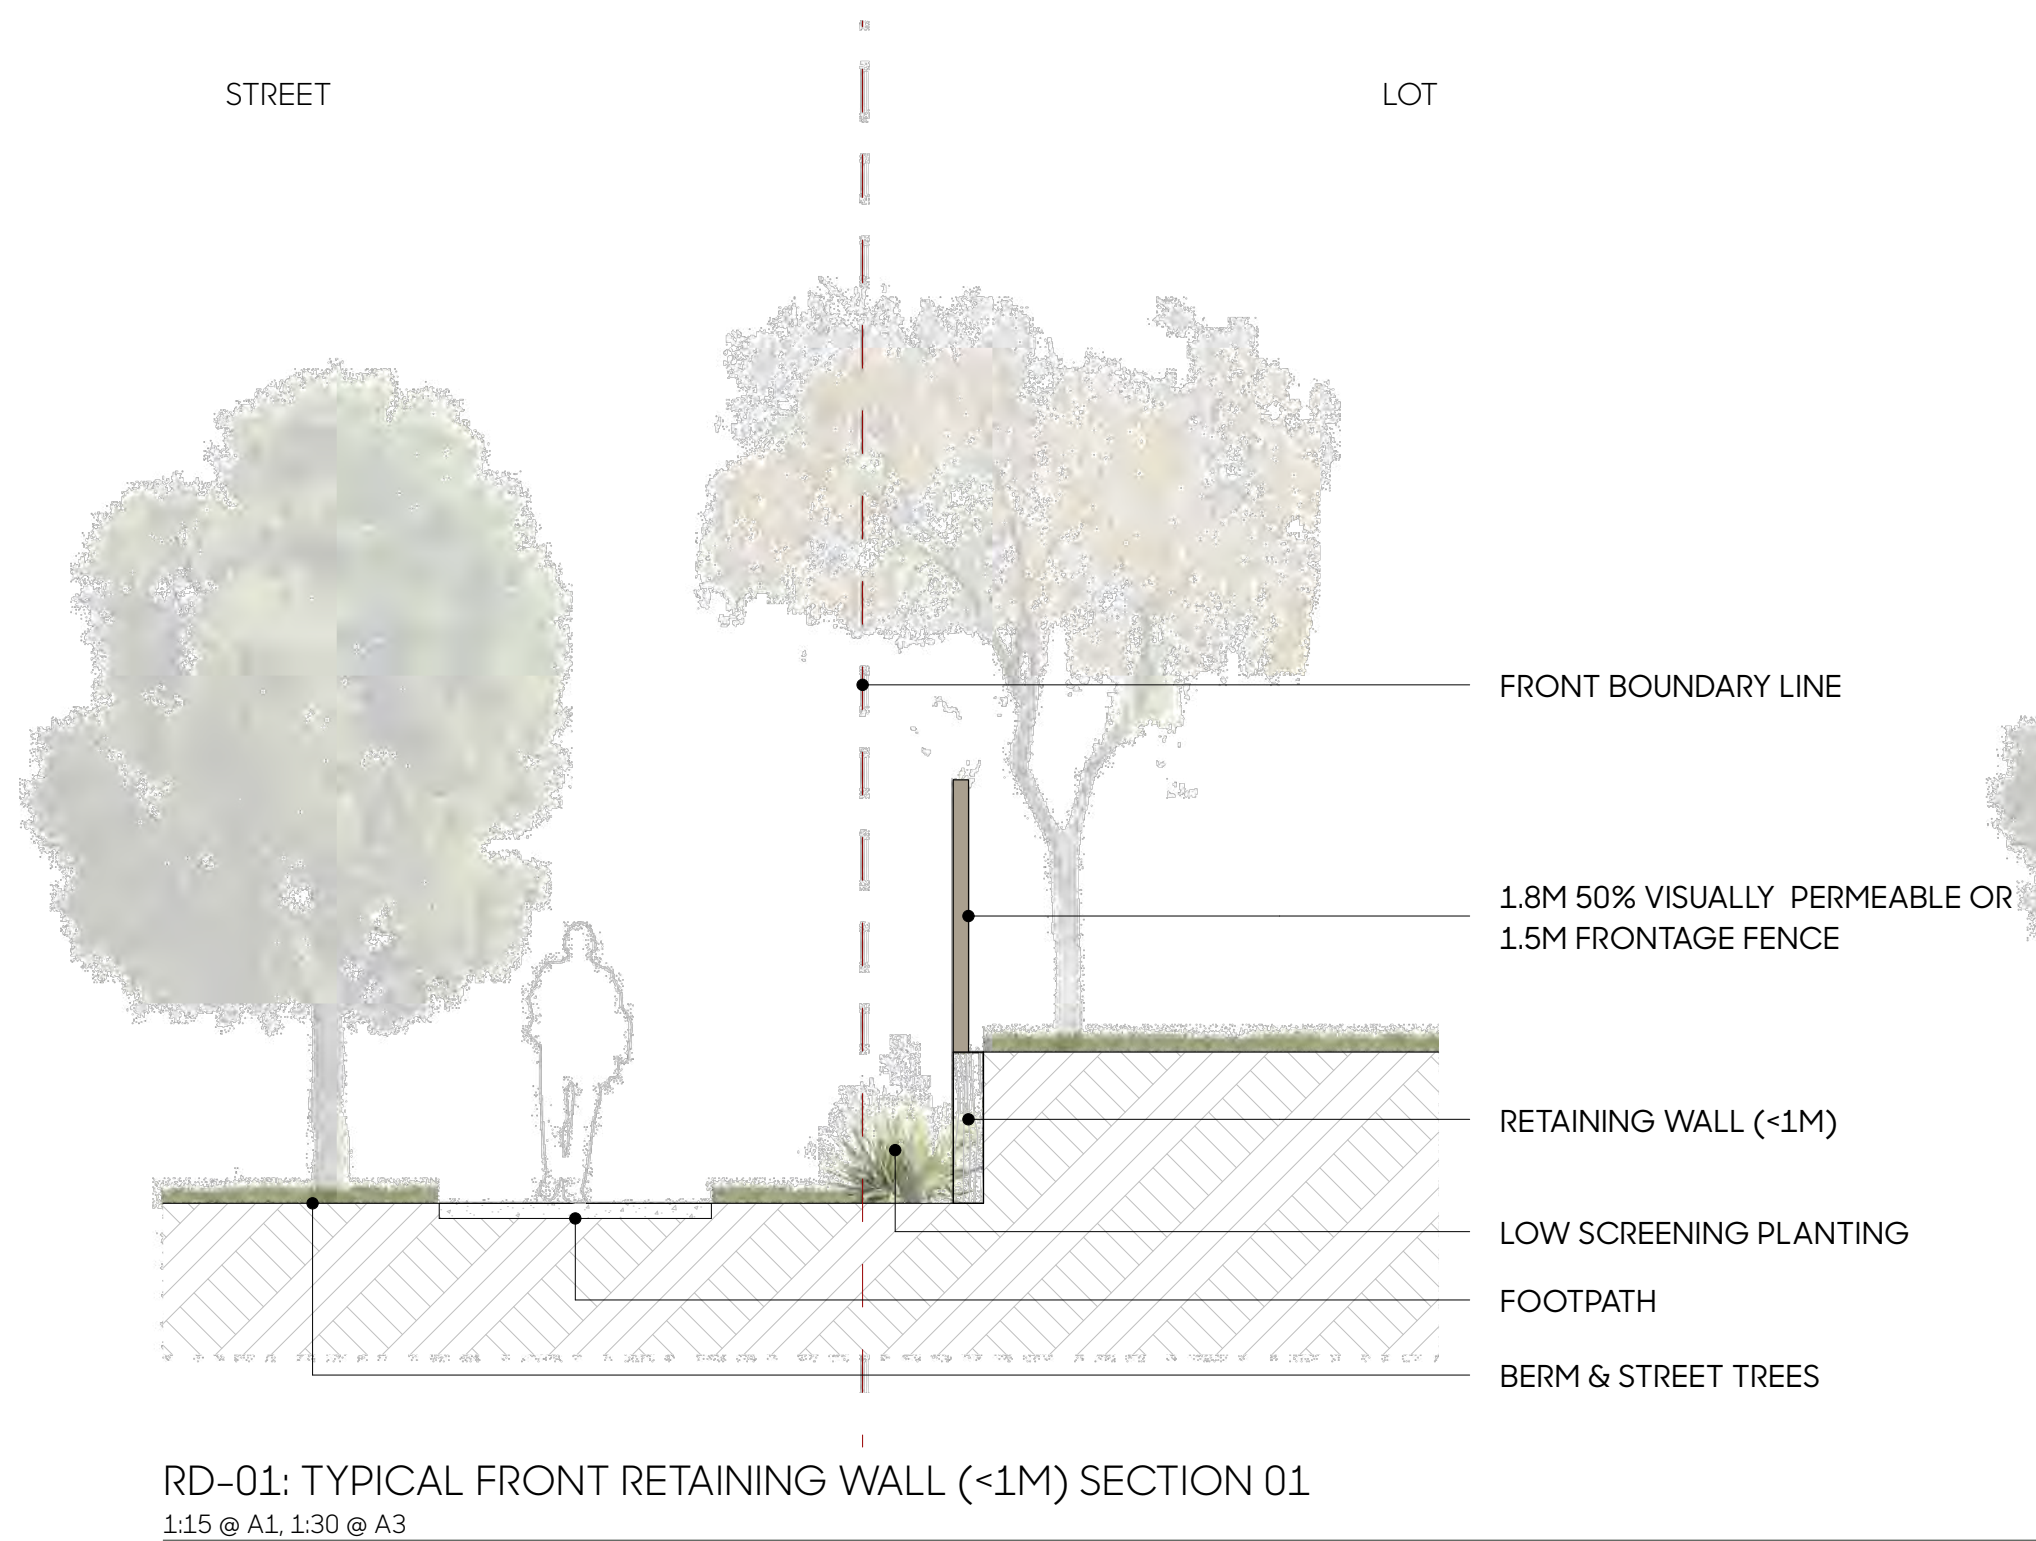 STREET
LOT
FRONT BOUNDARY LINE
1.8M 50% VISUALLY PERMEABLE OR
1.5M FRONTAGE FENCE
RETAINING WALL (<1M)
LOW SCREENING PLANTING
FOOTPATH
BERM & STREET TREES
RD-01: TYPICAL FRONT RETAINING WALL (<1M) SECTION 01
1:15 @ A1, 1:30 @ A3